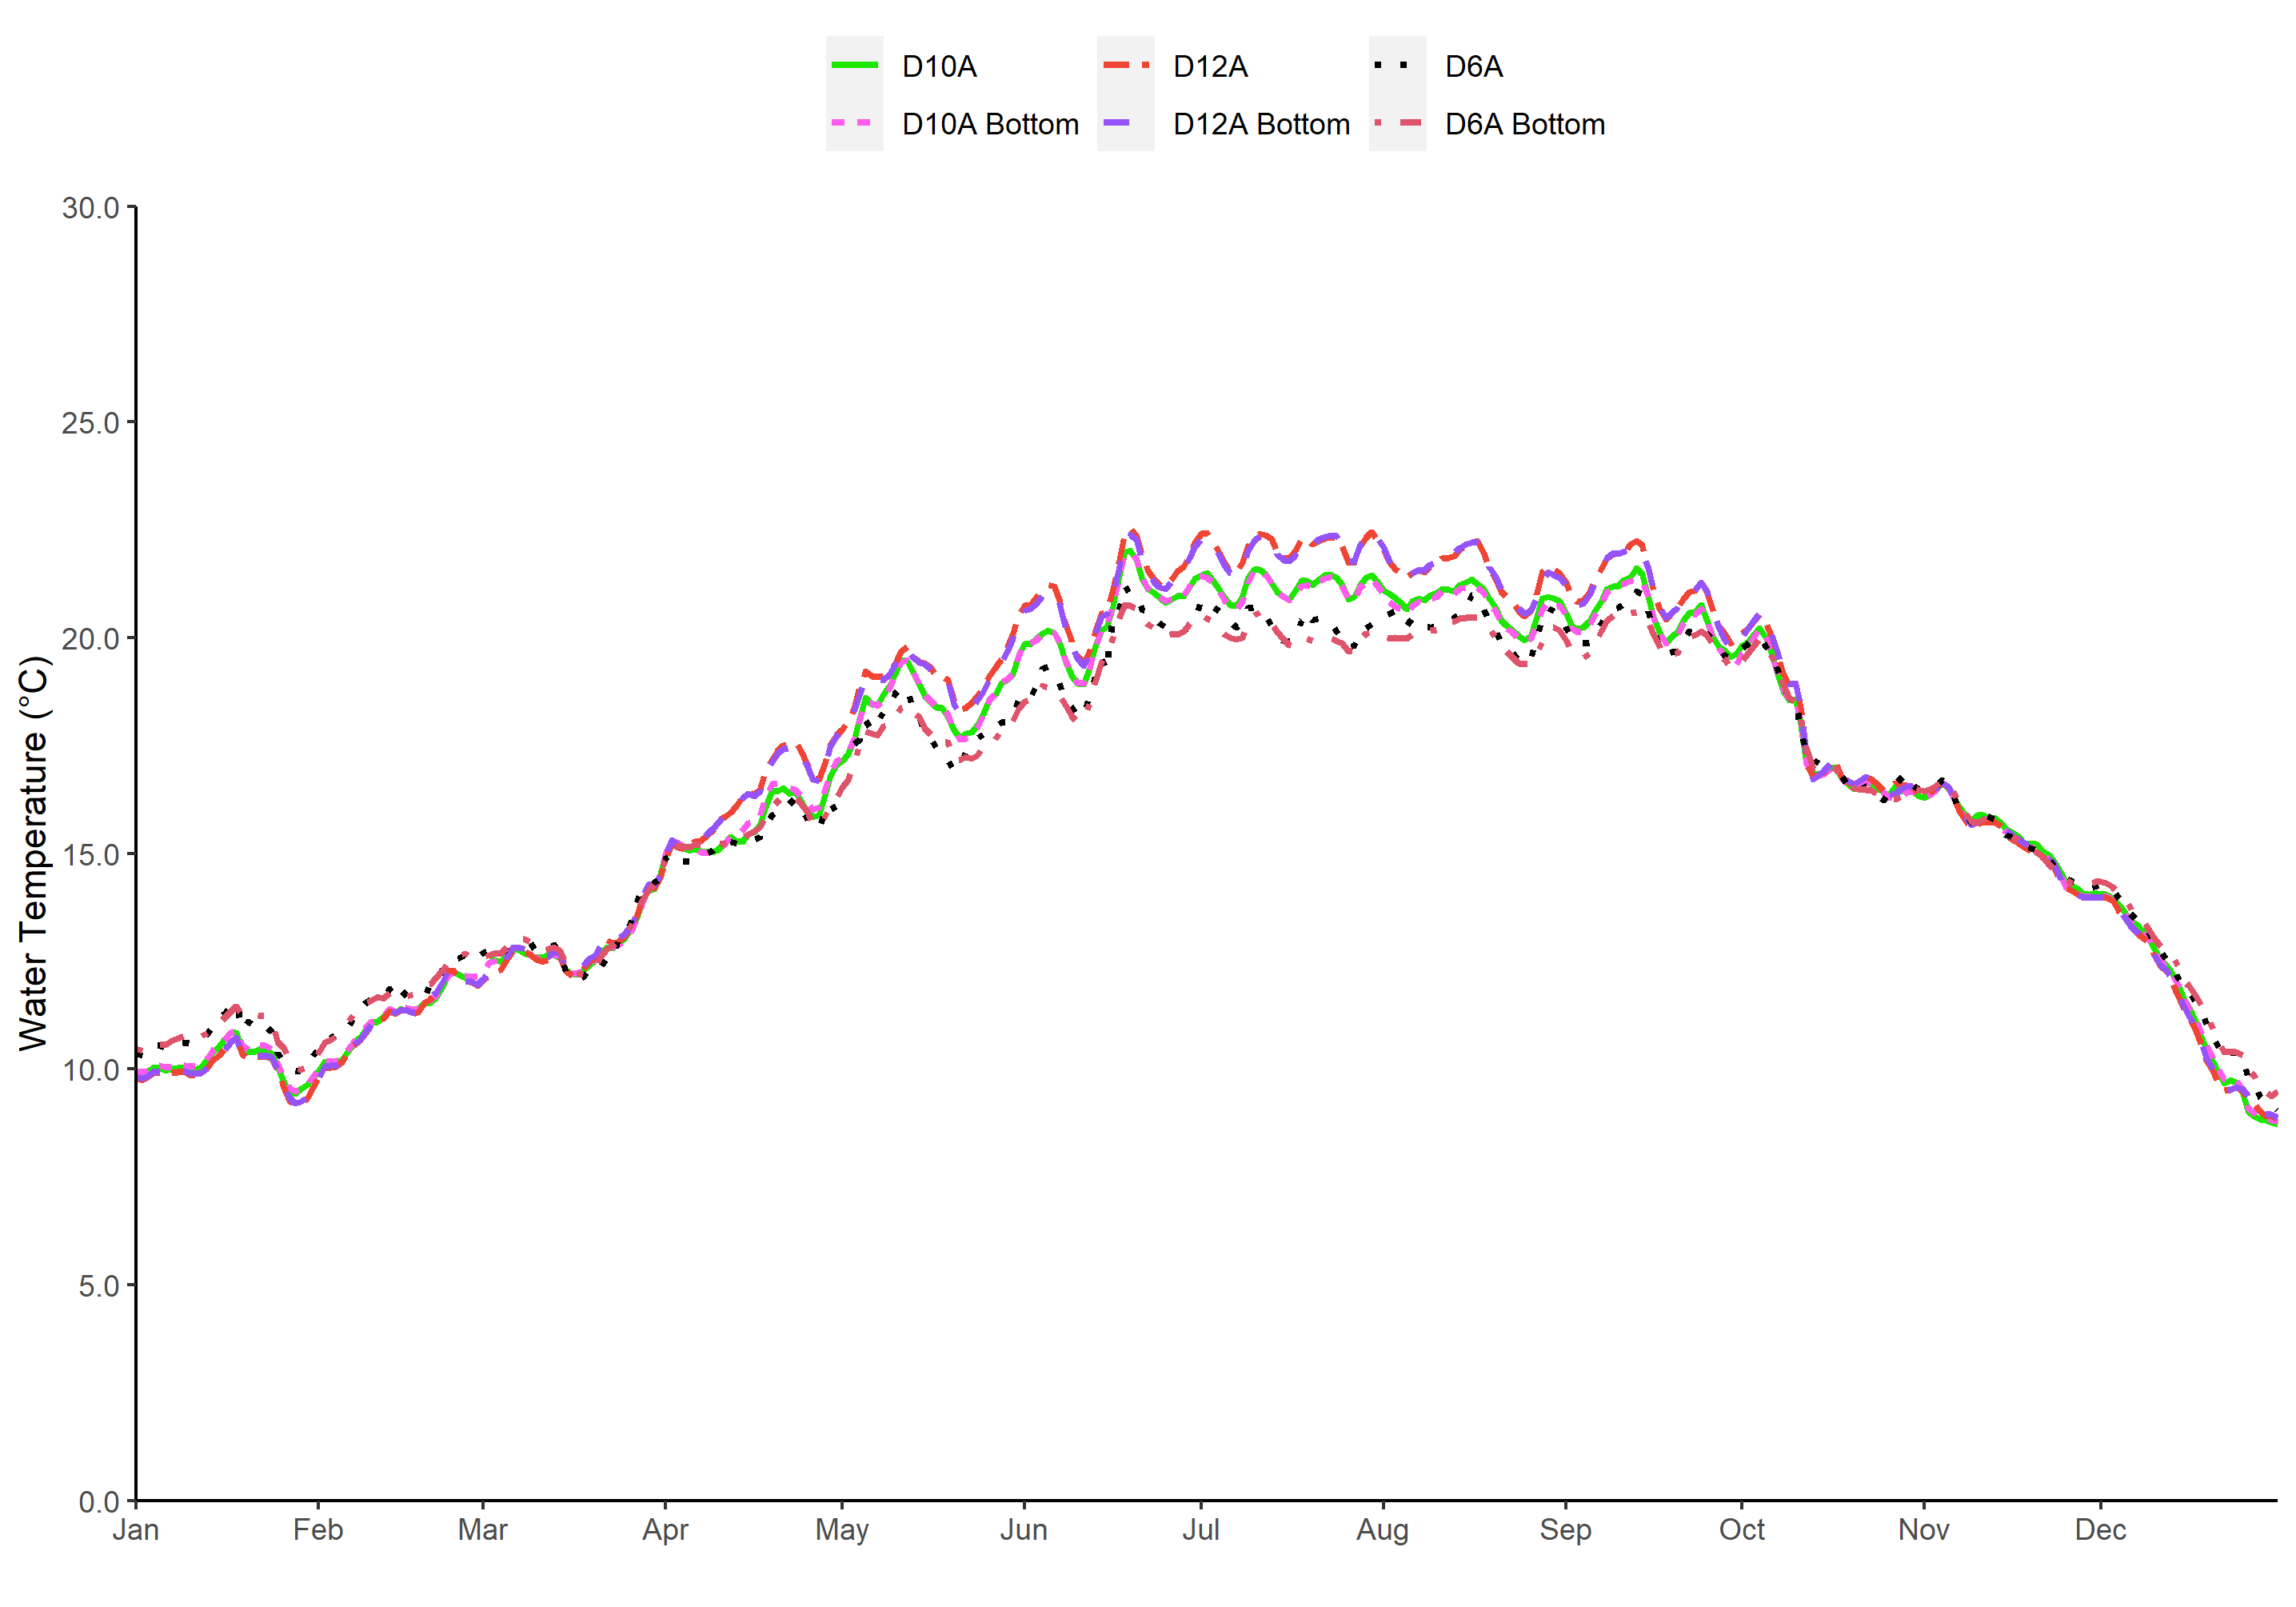 D10A D12A D6A
D10A Bottom D12A Bottom D6A Bottom
30.0
25.0
20.0
15.0
10.0
5.0
0.0
Water Temperature (°C)
Jan Feb Mar Apr May Jun Jul Aug Sep Oct Nov Dec